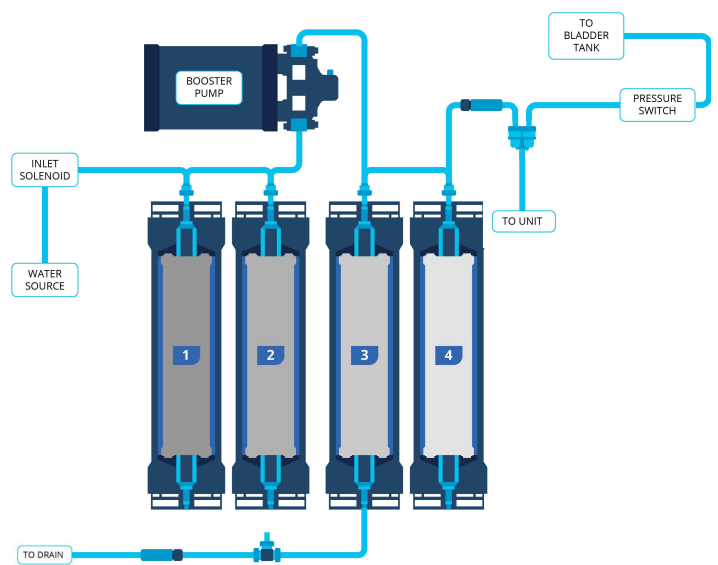 TO
BLADDER
TANK
BOOSTER
PUMP
PRESSURE
SWITCH
INLET
SOLENOID
TO UNIT
WATER
SOURCE
1
2
3
4
TO DRAIN